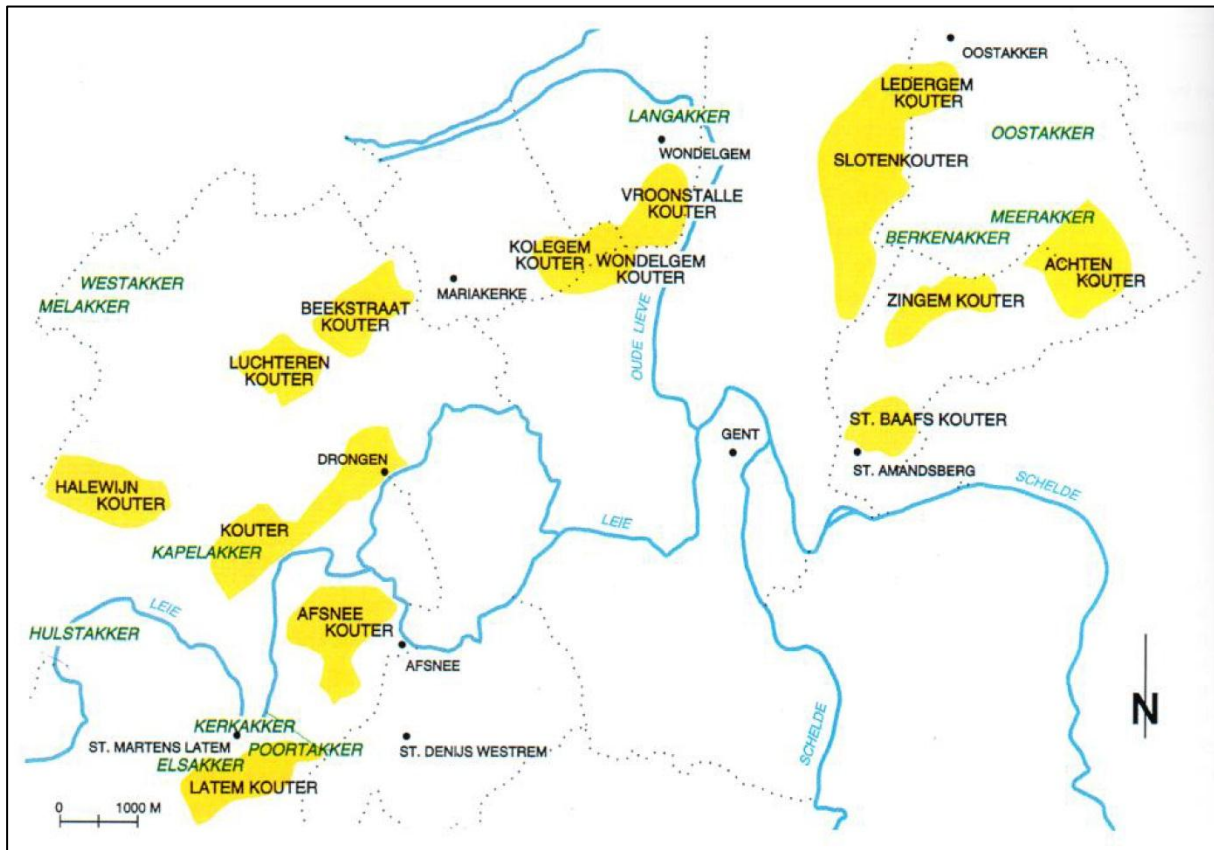 OOSTAKKER
LEDERGEM
KOUTER
LANGAKKER
OOSTAKKER
WONDELGEM
SLOTENKOUTER
VROONSTALLE
KOUTER
MEERAKKER
BERKENAKKER
KOLEGEM
KOUTER
WONDELGEM
KOUTER
ACHTEN
KOUTER
WESTAKKER
MELAKKER
MARIAKERKE
ZINGEM KOUTER
BEEKSTRAAT
KOUTER
OUDE LIEVE
LUCHTEREN
KOUTER
ST. BAAFS KOUTER
GENT
DRONGEN
ST. AMANDSBERG
HALEWIJN
KOUTER
SCHELDE
KOUTER
LEIE
KAPELAKKER
LEIE
AFSNEE
KOUTER
HULSTAKKER
AFSNEE
SCHELDE
N
KERKAKKER
ST. MARTENS LATEM
POORTAKKER
ST. DENIJS WESTREM
ELSAKKER
LATEM KOUTER
0 1000 M